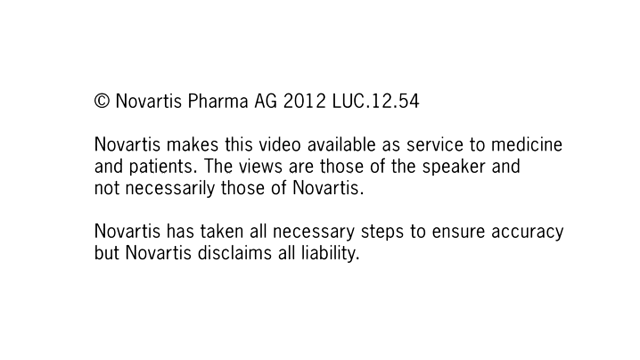 © Novartis Pharma AG 2012 LUC.12.54
Novartis makes this video available as service to medicine
and patients. The views are those of the speaker and
not necessarily those of Novartis.
Novartis has taken all necessary steps to ensure accuracy
but Novartis disclaims all liability.